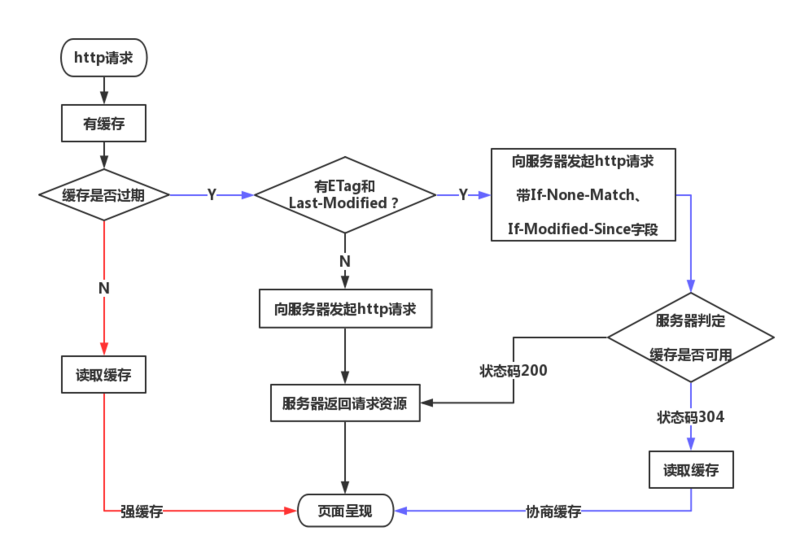 http请求
有缓存
缓存是否过期
Y
有ETag和
Last-Modified ?
Y
向服务器发起http请求
带If-None-Match、
If-Modified-Since字段
N
N
向服务器发起http请求
服务器判定
缓存是否可用
读取缓存
状态码200
服务器返回请求资源
状态码304
读取缓存
强缓存
页面呈现
协商缓存